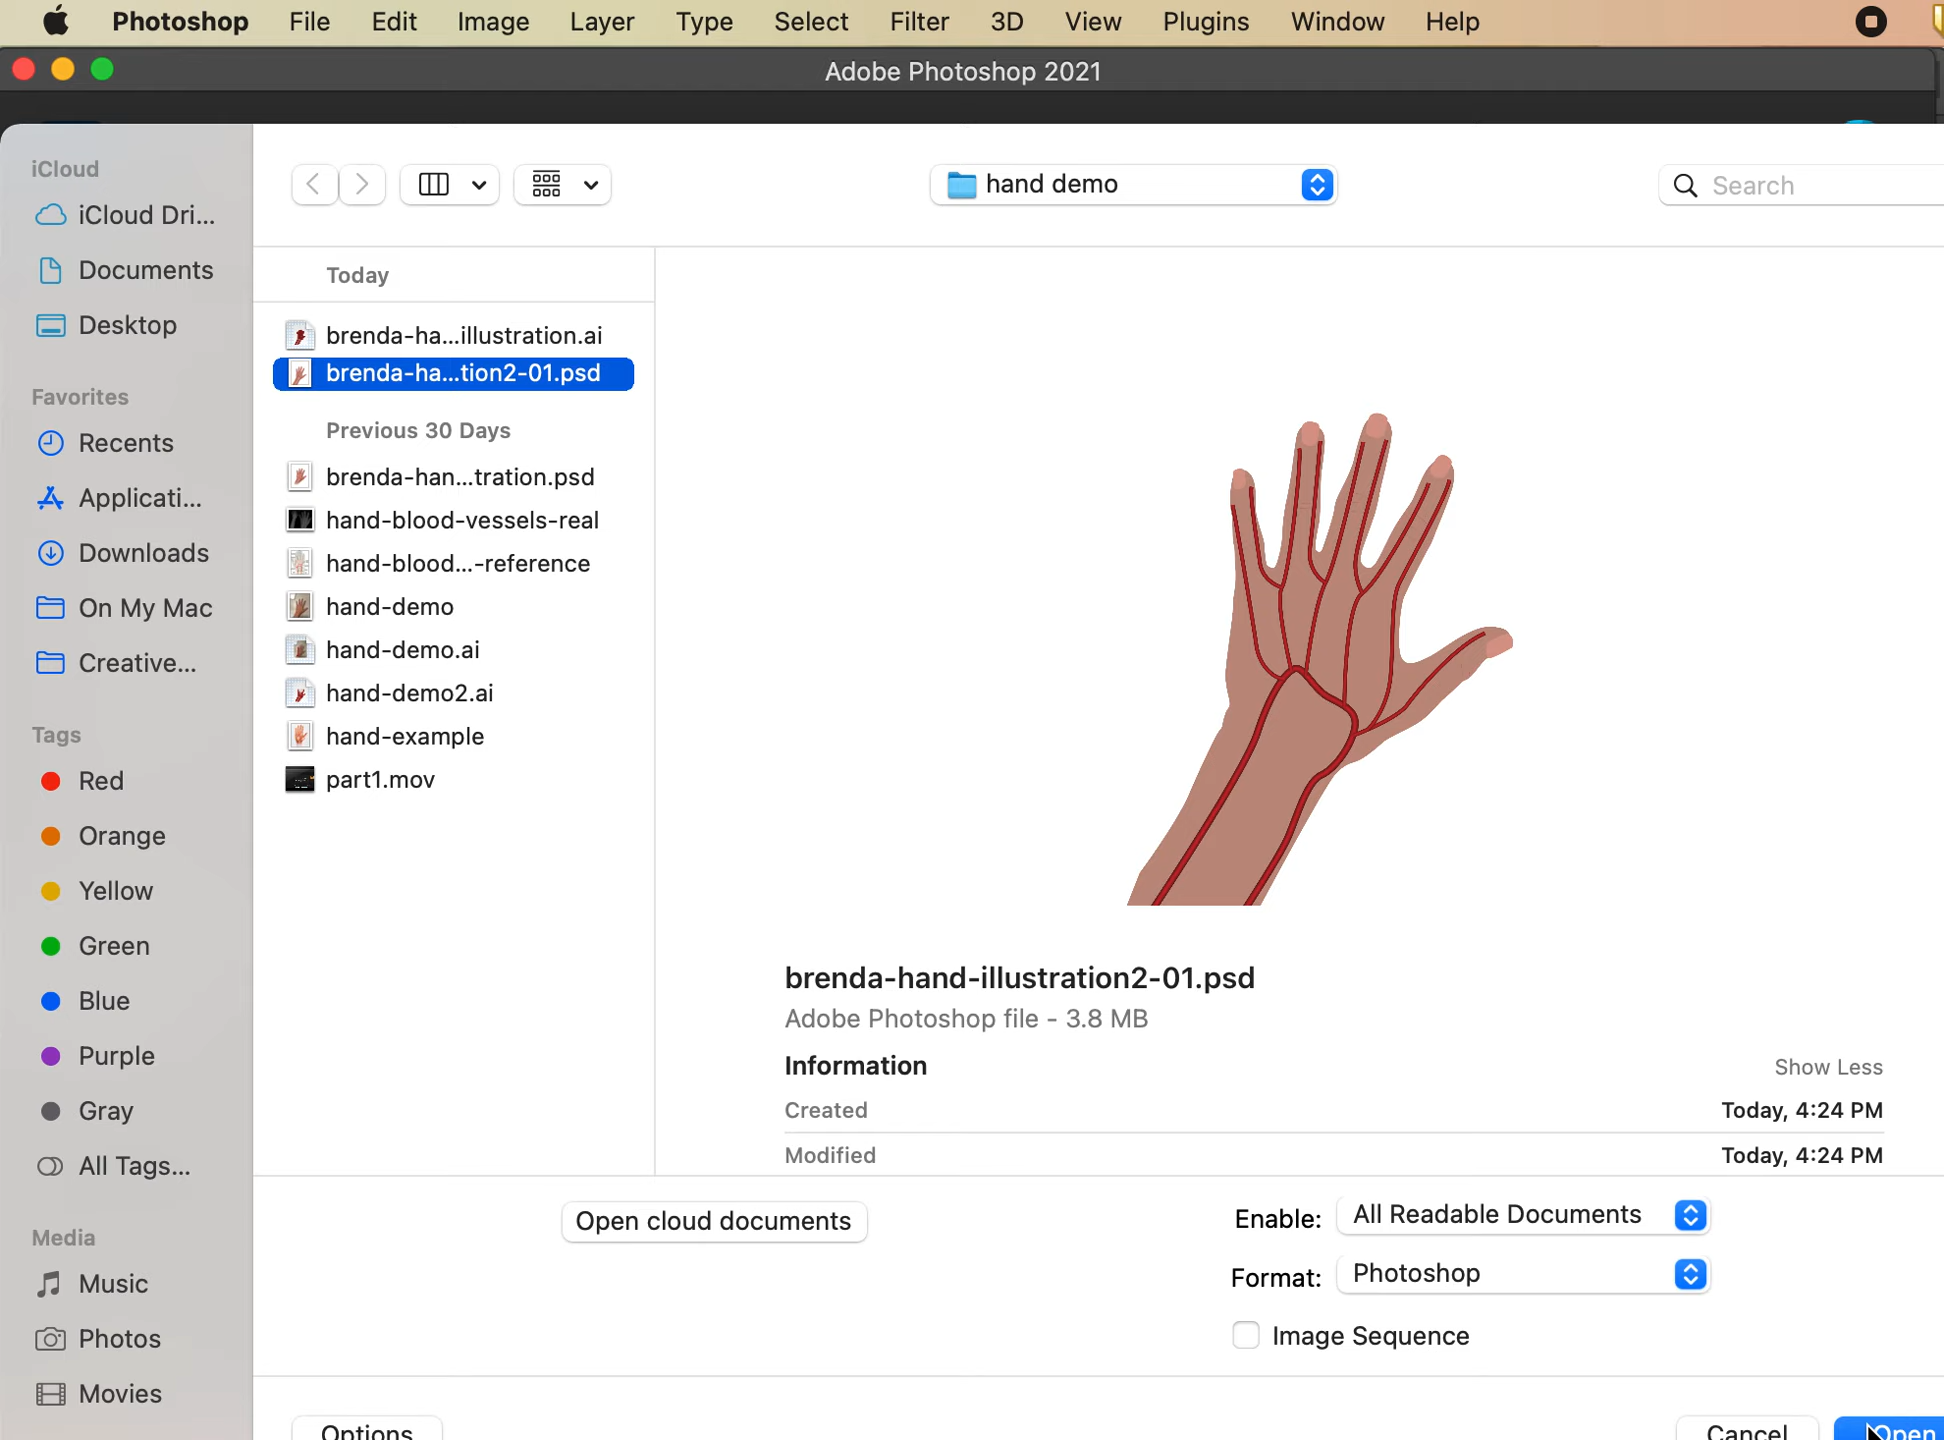 Photoshop File Edit Image Layer Type Select Filter 3D View Plugins Window Help
Adobe Photoshop 2021
iCloud
iCloud Dri...
Documents
Desktop
Favorites
Recents
Applicati...
Downloads
On My Mac
Creative...
Tags
Red
Orange
Yellow
Green
Blue
Purple
Gray
All Tags...
Media
Music
Photos
Movies
hand demo
Search
Today
brenda-ha...illustration.ai
brenda-ha...tion2-01.psd
Previous 30 Days
brenda-han...tration.psd
hand-blood-vessels-real
hand-blood...-reference
hand-demo
hand-demo.ai
hand-demo2.ai
hand-example
part1.mov
brenda-hand-illustration2-01.psd
Adobe Photoshop file - 3.8 MB
Information Show Less
Created Today, 4:24 PM
Modified Today, 4:24 PM
Open cloud documents
Enable: All Readable Documents
Format: Photoshop
Image Sequence
Options Cancel Open